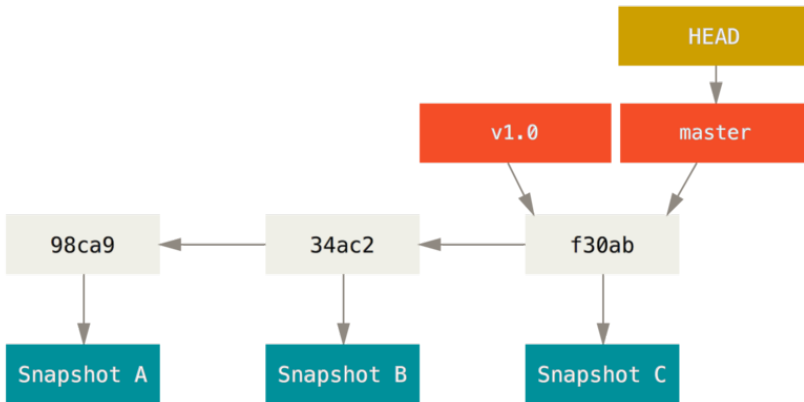 HEAD
v1.0
master
98ca9
34ac2
f30ab
Snapshot A
Snapshot B
Snapshot C